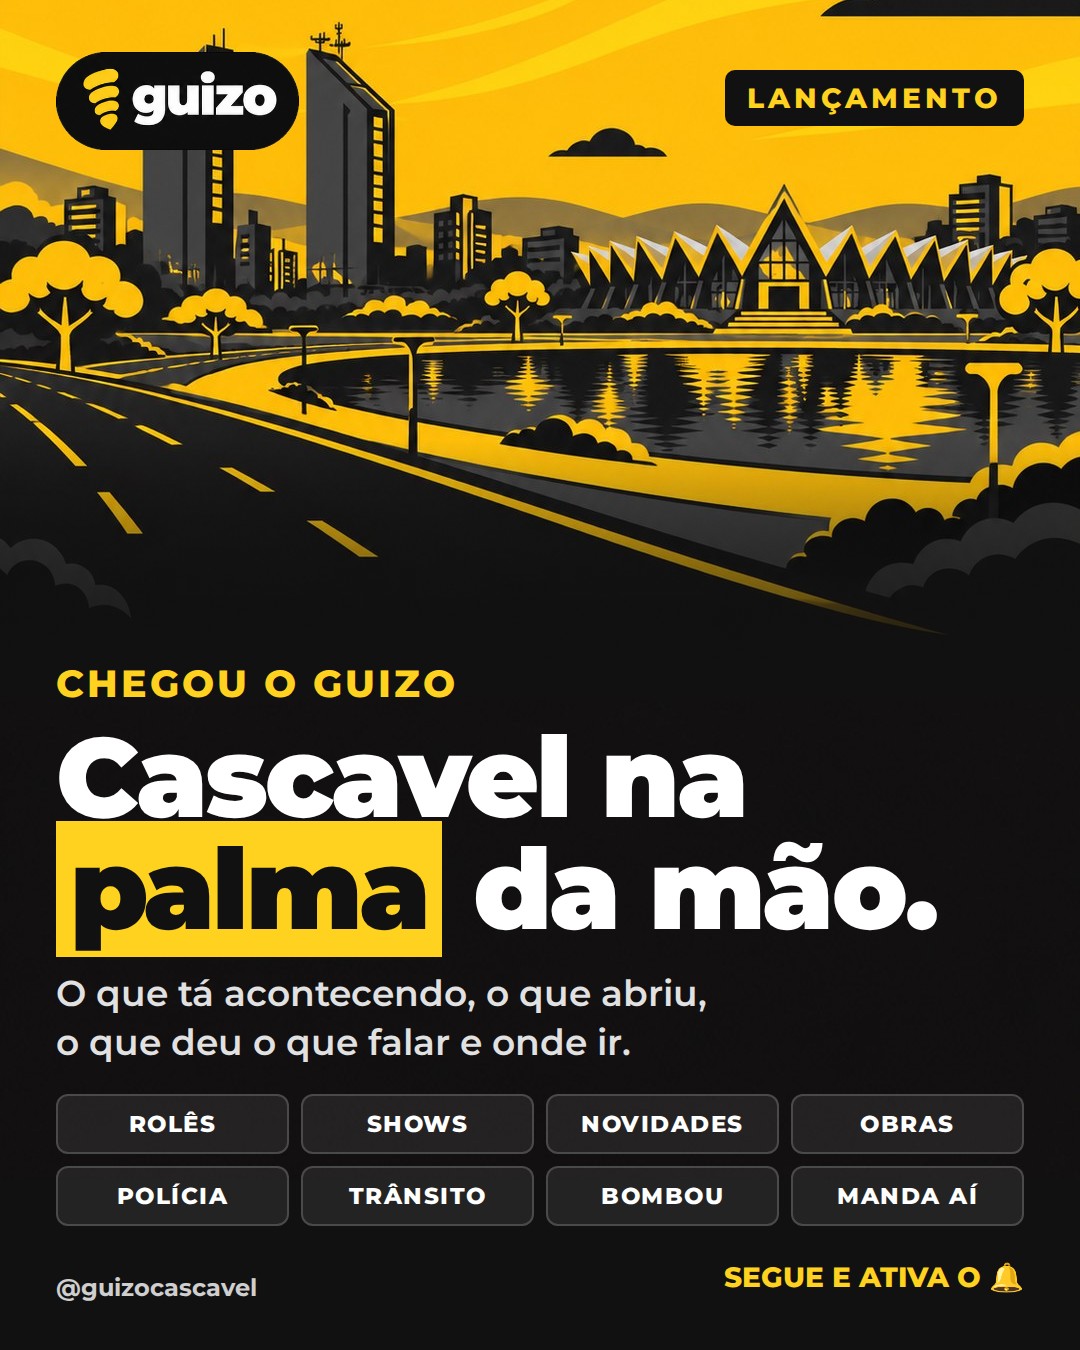 guizo
LANÇAMENTO
CHEGOU O GUIZO
Cascavel na
palma da mão.
O que tá acontecendo, o que abriu,
o que deu o que falar e onde ir.
ROLÊS
SHOWS
NOVIDADES
OBRAS
POLÍCIA
TRÂNSITO
BOMBOU
MANDA AÍ
@guizocascavel
SEGUE E ATIVA O 🔔